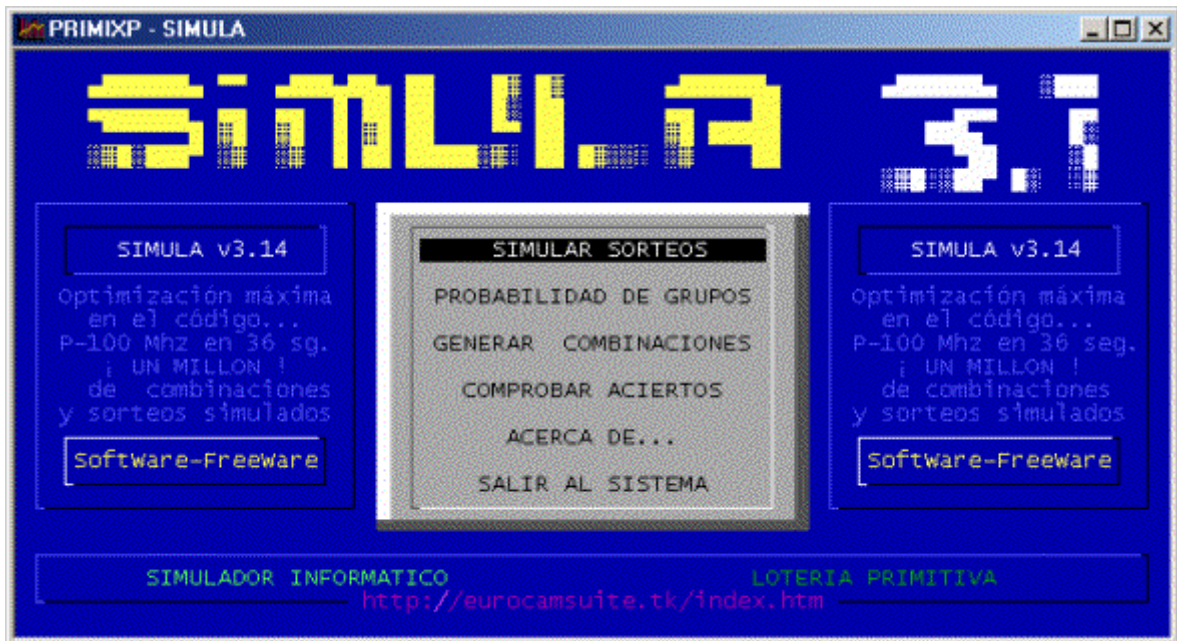 PRIMIXP - SIMULA
SiMULA 3.1
SIMULA v3.14
Optimización máxima
en el código...
P-100 Mhz en 36 sg.
¡ UN MILLON !
de combinaciones
y sorteos simulados
SoftWare-FreeWare
SIMULAR SORTEOS
PROBABILIDAD DE GRUPOS
GENERAR COMBINACIONES
COMPROBAR ACIERTOS
ACERCA DE...
SALIR AL SISTEMA
SIMULA v3.14
Optimización máxima
en el código...
P-100 Mhz en 36 seg.
¡ UN MILLON !
de combinaciones
y sorteos simulados
SoftWare-FreeWare
SIMULADOR INFORMATICO LOTERIA PRIMITIVA
http://eurocamsuite.tk/index.htm